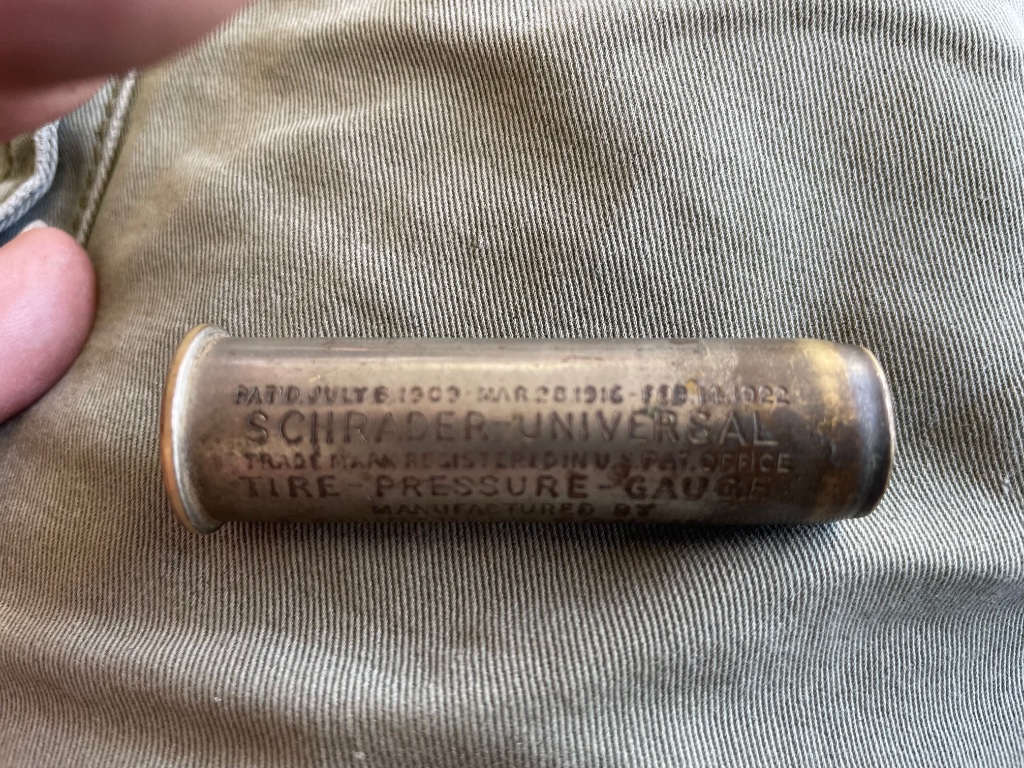 PAT'D. JULY 6.1909 - MAR 28.1916 - FEB. 14.1922
SCHRADER-UNIVERSAL
TRADE MARK REGISTERED IN U.S. PAT. OFFICE
TIRE-PRESSURE-GAUGE
MANUFACTURED BY